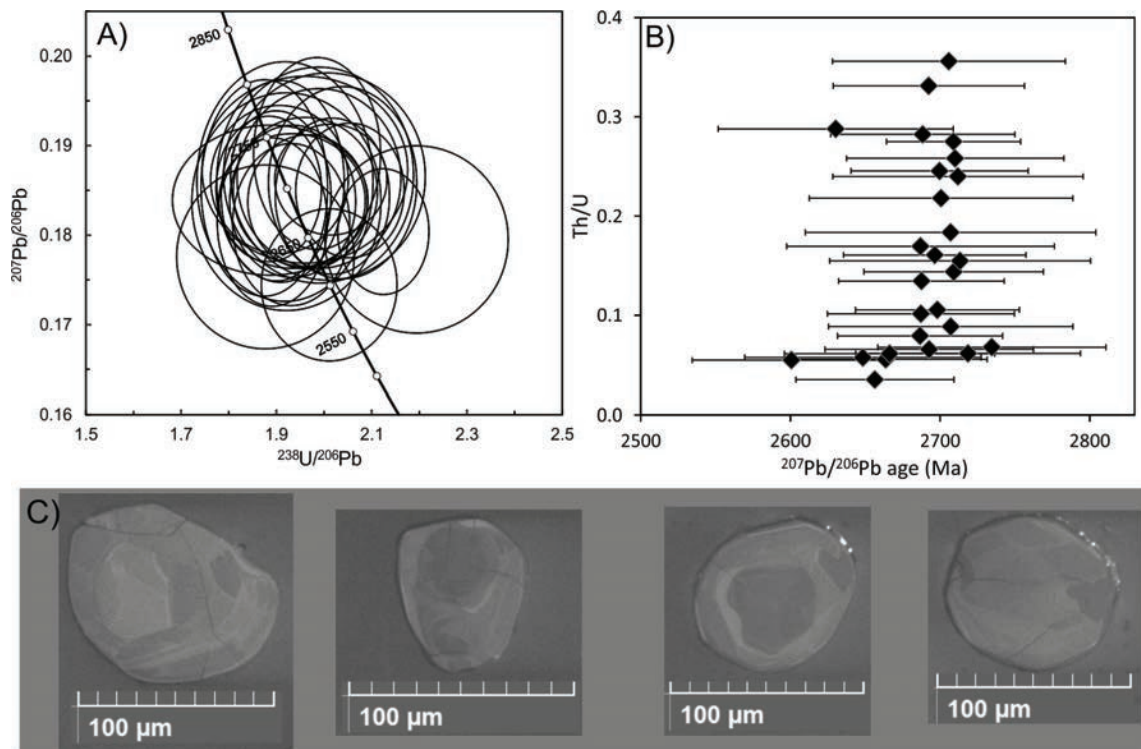 A)
2850
2750
2650
2550
0.20
0.19
0.18
0.17
0.16
207Pb/206Pb
1.5 1.7 1.9 2.1 2.3 2.5
238U/206Pb
B)
0.4
0.3
0.2
0.1
0.0
Th/U
2500 2600 2700 2800
207Pb/206Pb age (Ma)
C)
100 µm
100 µm
100 µm
100 µm